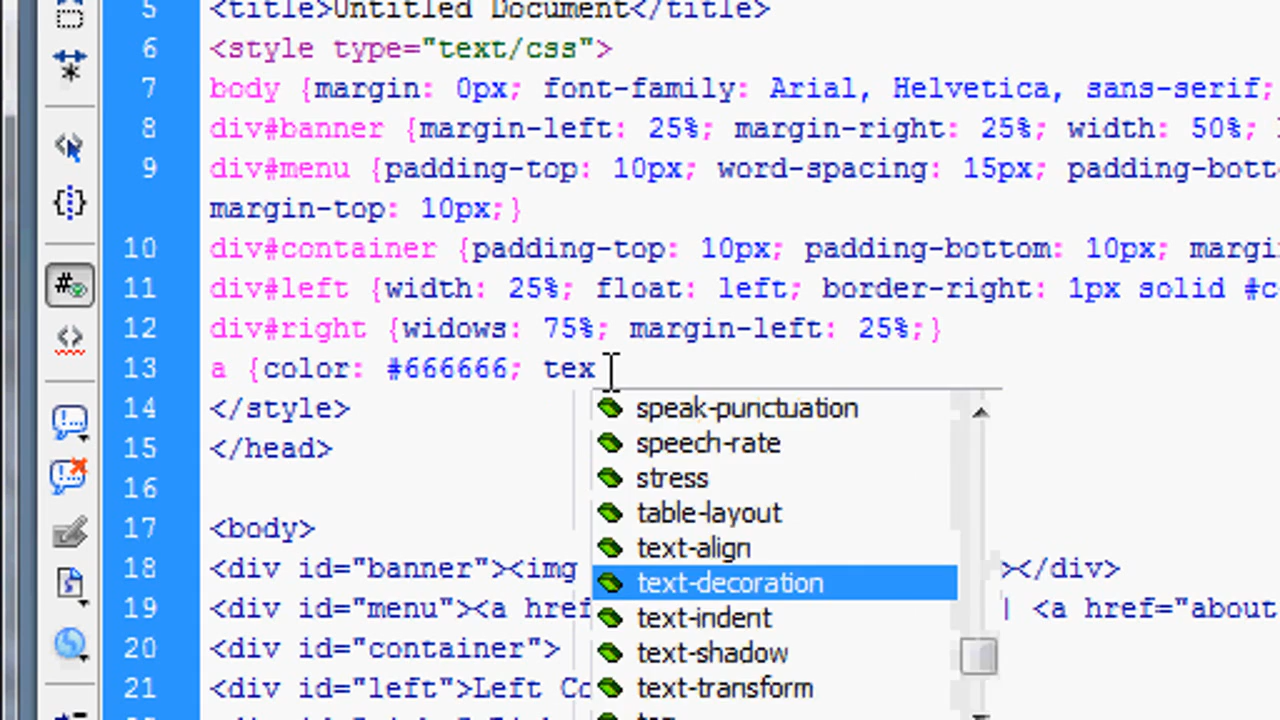 5 <title>Untitled Document</title>
6 <style type="text/css">
7 body {margin: 0px; font-family: Arial, Helvetica, sans-serif;
8 div#banner {margin-left: 25%; margin-right: 25%; width: 50%;
9 div#menu {padding-top: 10px; word-spacing: 15px; padding-bott
margin-top: 10px;}
10 div#container {padding-top: 10px; padding-bottom: 10px; margi
11 div#left {width: 25%; float: left; border-right: 1px solid #c
12 div#right {widows: 75%; margin-left: 25%;}
13 a {color: #666666; tex
14 </style>
speak-punctuation
15 </head>
speech-rate
stress
16
table-layout
17 <body>
text-align
18 <div id="banner"><img ></div>
text-decoration
19 <div id="menu"><a href | <a href="about
text-indent
20 <div id="container">
text-shadow
21 <div id="left">Left Co
text-transform